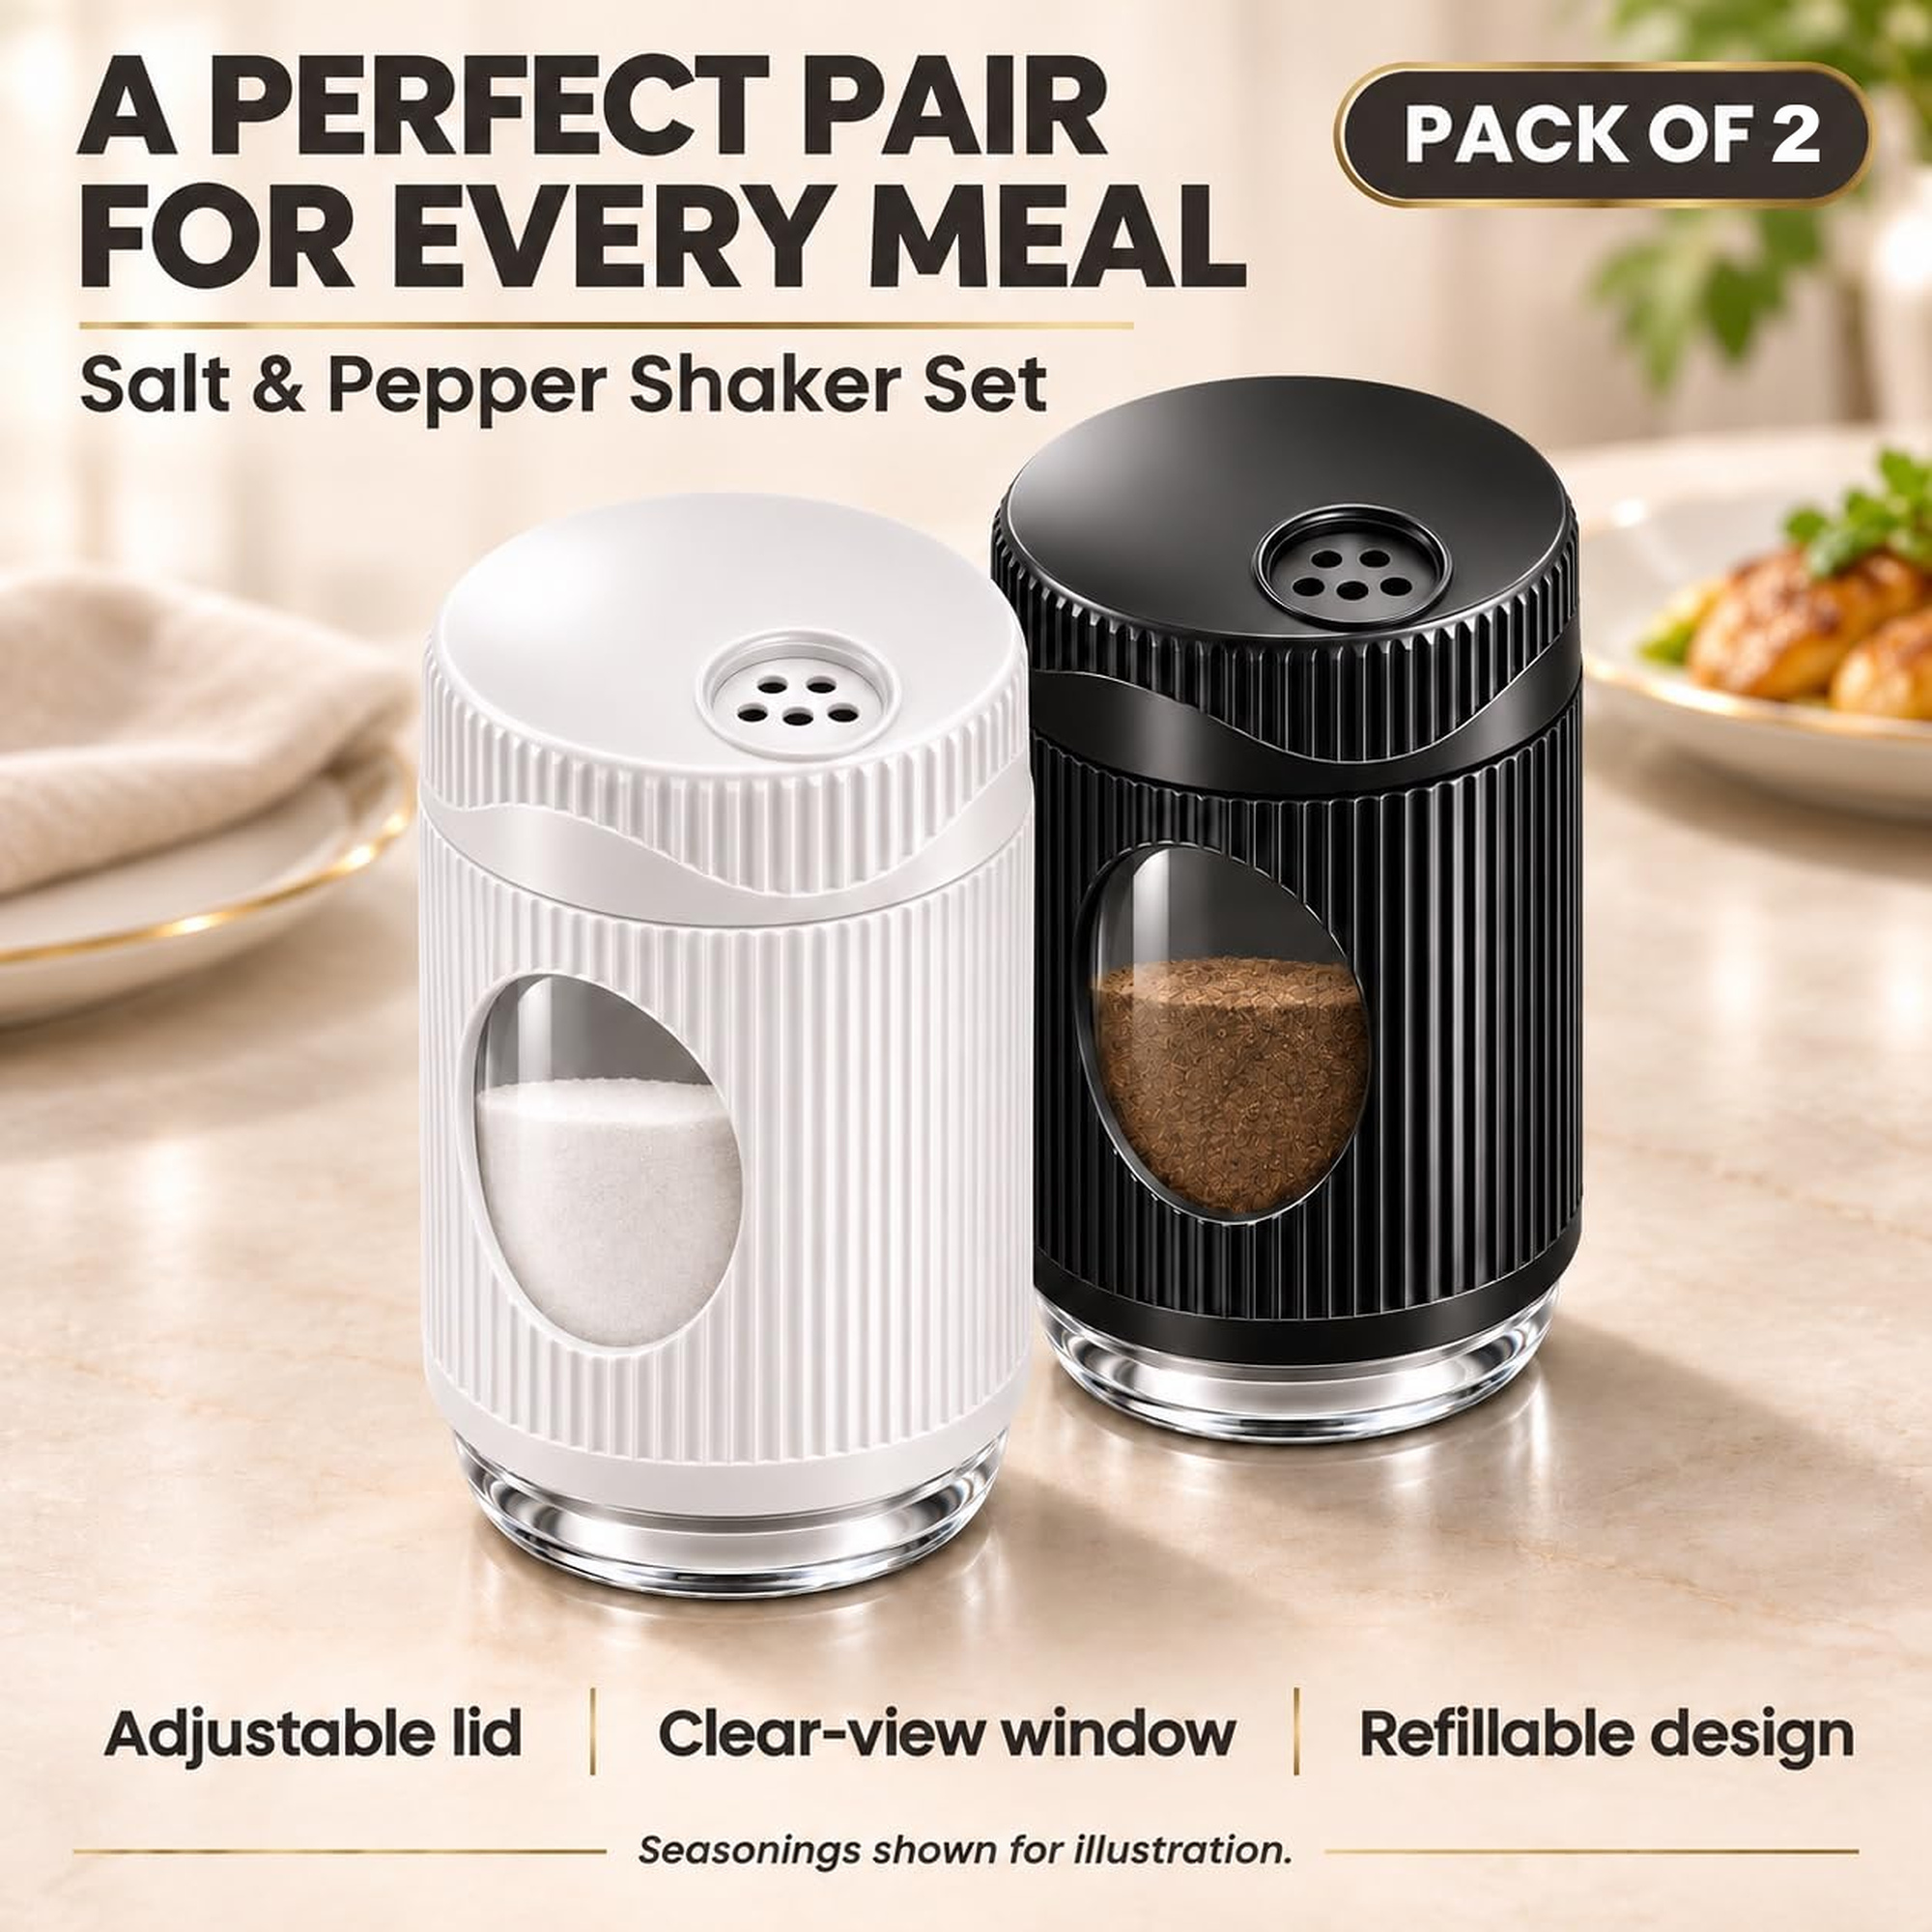 A PERFECT PAIR
FOR EVERY MEAL
PACK OF 2
Salt & Pepper Shaker Set
Adjustable lid
Clear-view window
Refillable design
Seasonings shown for illustration.